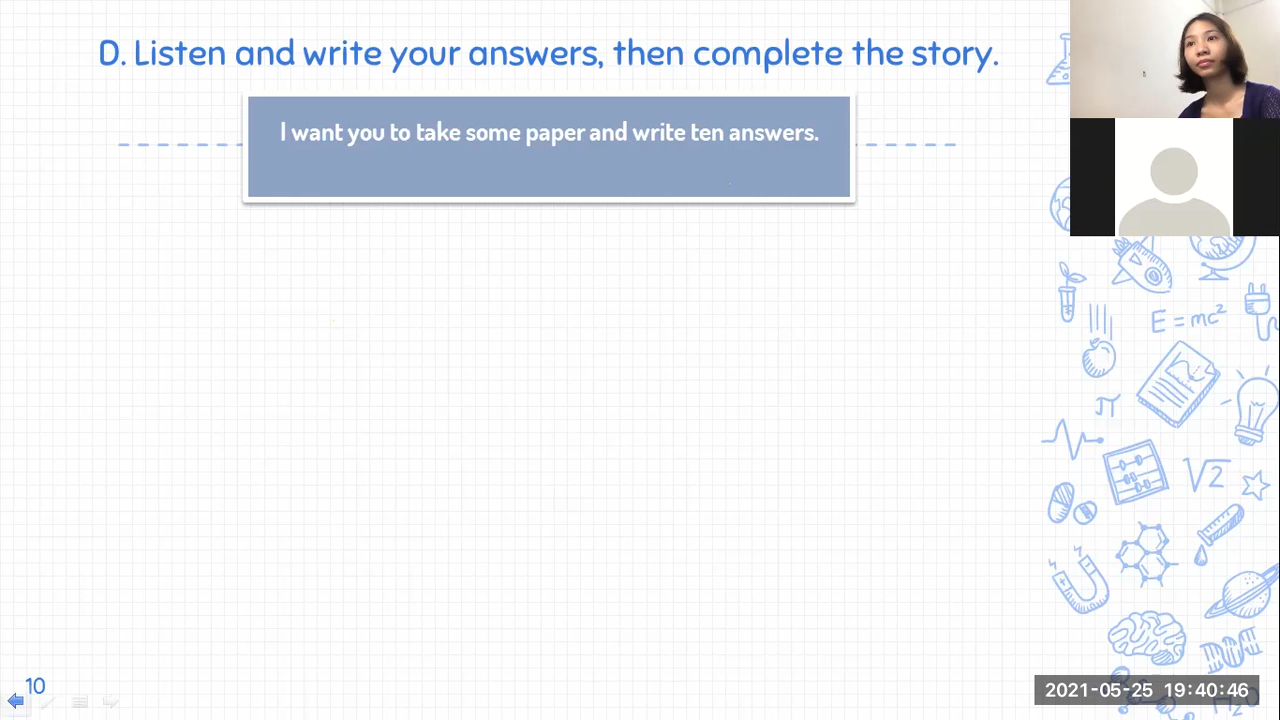 D. Listen and write your answers, then complete the story.
I want you to take some paper and write ten answers.
E = mc²
π
√2
10
2021-05-25 19:40:46